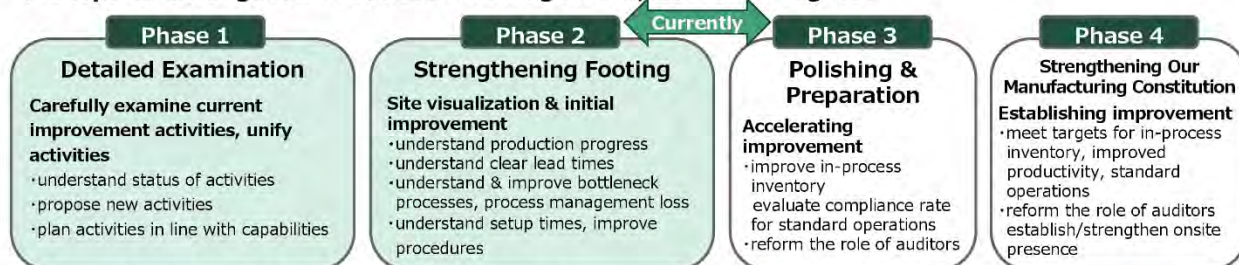 Currently
Phase 1
Detailed Examination
Carefully examine current
improvement activities, unify
activities
・understand status of activities
・propose new activities
・plan activities in line with capabilities
Phase 2
Strengthening Footing
Site visualization & initial
improvement
・understand production progress
・understand clear lead times
・understand & improve bottleneck
processes, process management loss
・understand setup times, improve
procedures
Phase 3
Polishing &
Preparation
Accelerating
improvement
・improve in-process
inventory
evaluate compliance rate
for standard operations
・reform the role of auditors
Phase 4
Strengthening Our
Manufacturing Constitution
Establishing improvement
・meet targets for in-process
inventory, improved
productivity, standard
operations
・reform the role of auditors
establish/strengthen onsite
presence